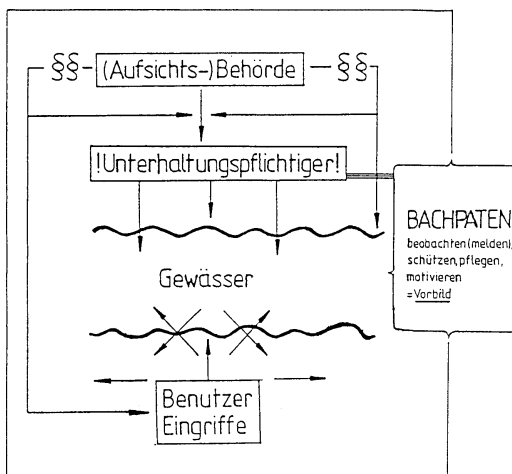 §§ (Aufsichts-)Behörde §§
!Unterhaltungspflichtiger!
BACHPATEN
beobachten(melden),
schützen, pflegen,
motivieren
=Vorbild
Gewässer
Benutzer
Eingriffe